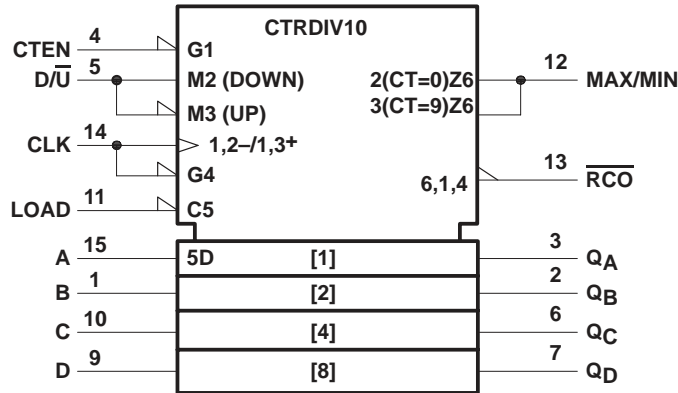 CTRDIV10
CTEN 4 G1
D/U̅ 5 M2 (DOWN) 2(CT=0)Z6 12 MAX/MIN
M3 (UP) 3(CT=9)Z6
CLK 14 1,2–/1,3+
G4 6,1,4 13 R̅C̅O̅
LOAD 11 C5
A 15 5D [1] 3 QA
B 1 [2] 2 QB
C 10 [4] 6 QC
D 9 [8] 7 QD